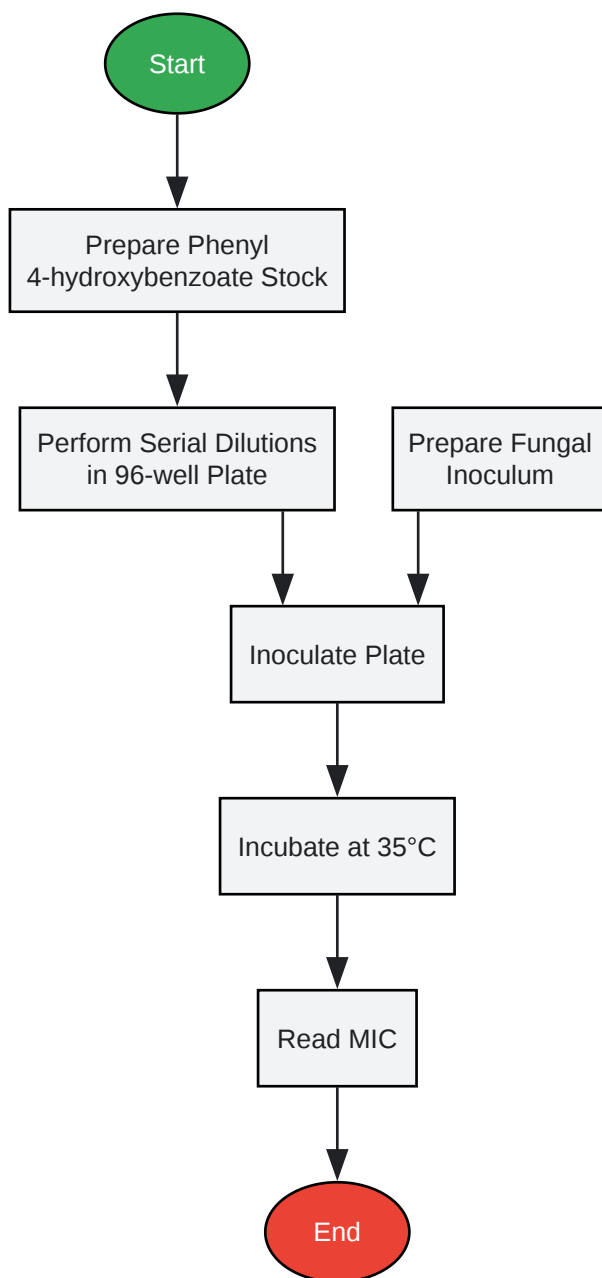 Start
Prepare Phenyl
4-hydroxybenzoate Stock
Perform Serial Dilutions
in 96-well Plate
Prepare Fungal
Inoculum
Inoculate Plate
Incubate at 35°C
Read MIC
End